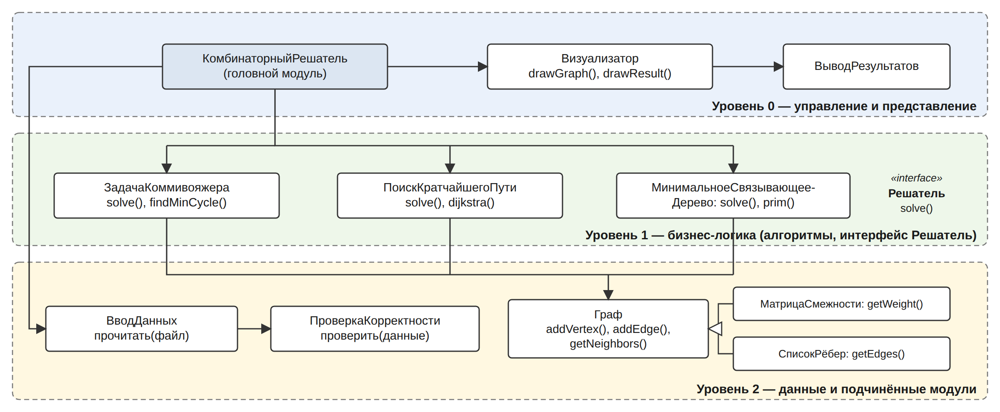 КомбинаторныйРешатель
(головной модуль)
Визуализатор
drawGraph(), drawResult()
ВыводРезультатов
Уровень 0 — управление и представление
ЗадачаКоммивояжера
solve(), findMinCycle()
ПоискКратчайшегоПути
solve(), dijkstra()
МинимальноеСвязывающее-
Дерево: solve(), prim()
«interface»
Решатель
solve()
Уровень 1 — бизнес-логика (алгоритмы, интерфейс Решатель)
ВводДанных
прочитать(файл)
ПроверкаКорректности
проверить(данные)
Граф
addVertex(), addEdge(),
getNeighbors()
МатрицаСмежности: getWeight()
СписокРёбер: getEdges()
Уровень 2 — данные и подчинённые модули